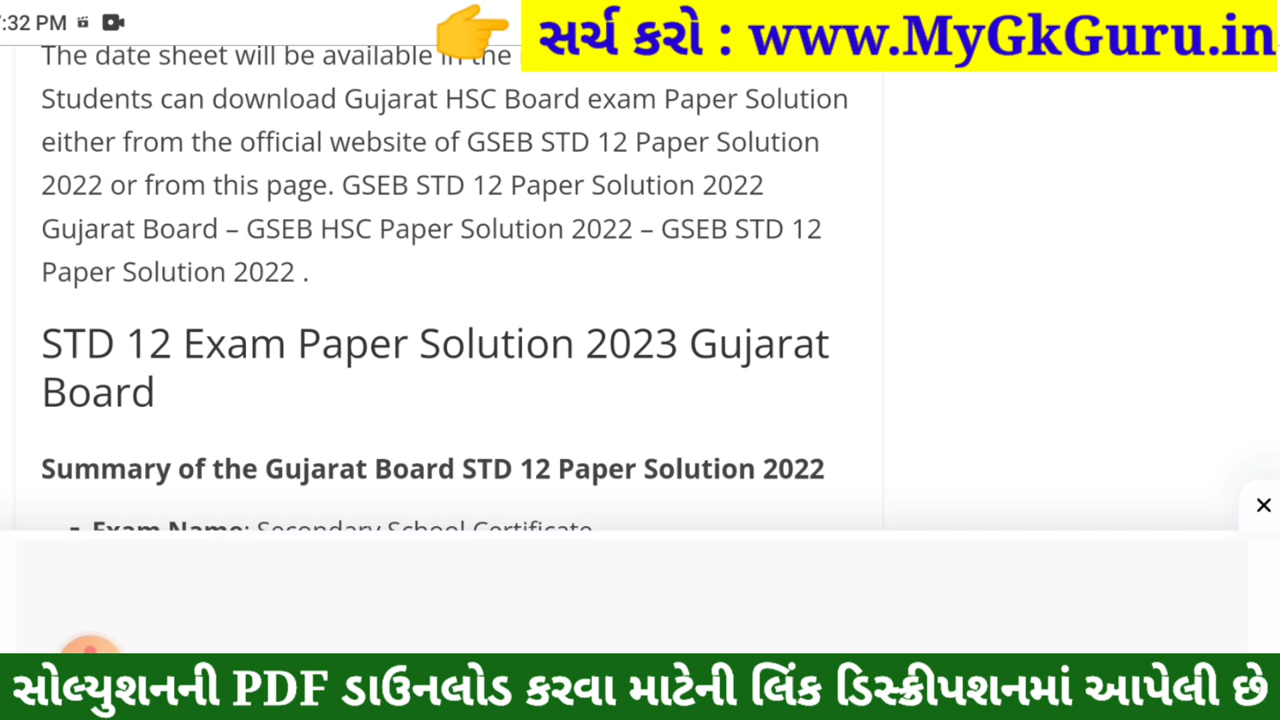 :32 PM
સર્ચ કરો : www.MyGkGuru.in
The date sheet will be available in the
Students can download Gujarat HSC Board exam Paper Solution
either from the official website of GSEB STD 12 Paper Solution
2022 or from this page. GSEB STD 12 Paper Solution 2022
Gujarat Board – GSEB HSC Paper Solution 2022 – GSEB STD 12
Paper Solution 2022 .
STD 12 Exam Paper Solution 2023 Gujarat
Board
Summary of the Gujarat Board STD 12 Paper Solution 2022
Exam Name: Secondary School Certificate
સોલ્યુશનની PDF ડાઉનલોડ કરવા માટેની લિંક ડિસ્ક્રીપશનમાં આપેલી છે